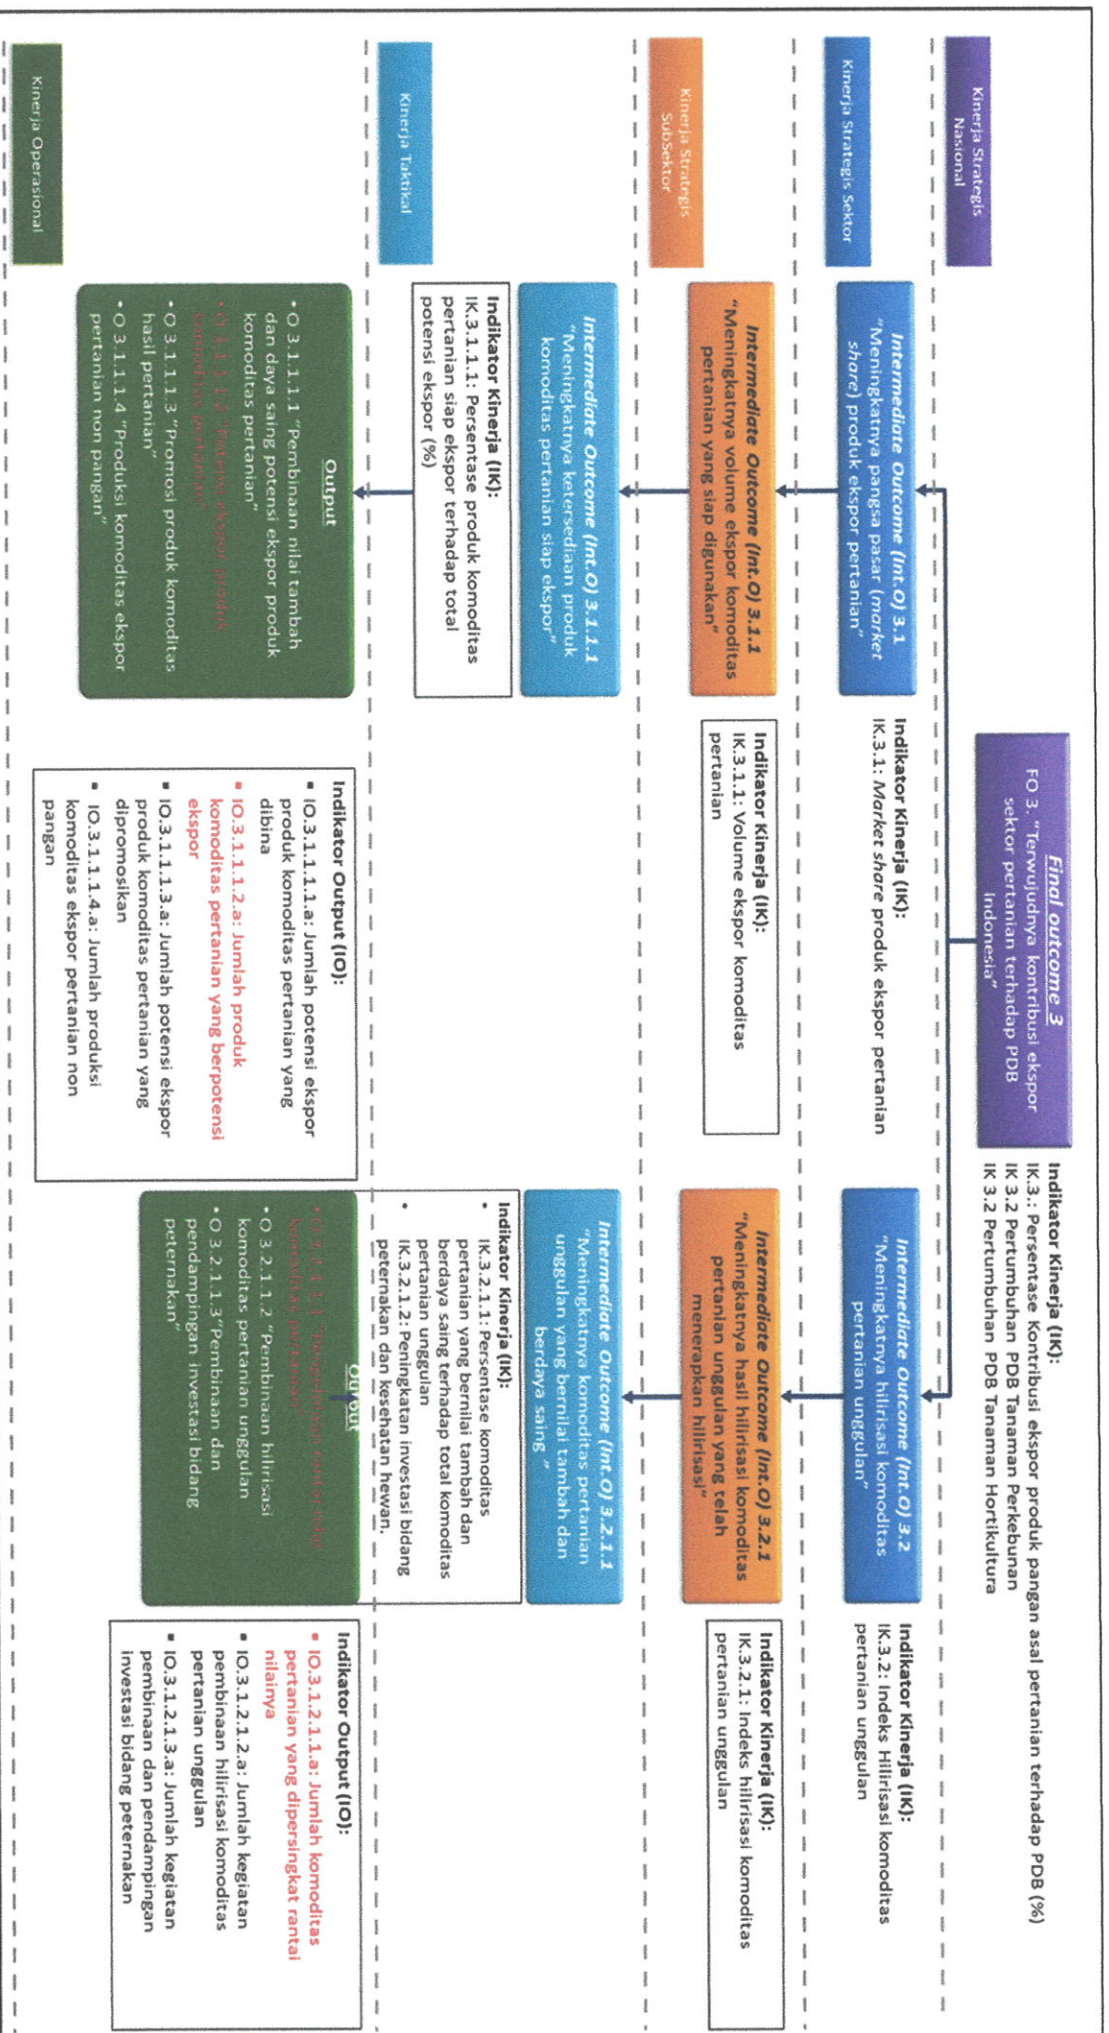 Kinerja Strategis
Nasional
Final outcome 3
FO 3. “Terwujudnya kontribusi ekspor
sektor pertanian terhadap PDB
Indonesia”
Indikator Kinerja (IK):
IK.3.: Persentase Kontribusi ekspor produk pangan asal pertanian terhadap PDB (%)
IK 3.2 Pertumbuhan PDB Tanaman Perkebunan
IK 3.2 Pertumbuhan PDB Tanaman Hortikultura
Kinerja Strategis Sektor
Intermediate Outcome (Int.O) 3.1
“Meningkatnya pangsa pasar (market
share) produk ekspor pertanian”
Indikator Kinerja (IK):
IK.3.1: Market share produk ekspor pertanian
Intermediate Outcome (Int.O) 3.2
“Meningkatnya hilirisasi komoditas
pertanian unggulan”
Indikator Kinerja (IK):
IK.3.2: Indeks Hilirisasi komoditas
pertanian unggulan
Kinerja Strategis
SubSektor
Intermediate Outcome (Int.O) 3.1.1
“Meningkatnya volume ekspor komoditas
pertanian yang siap digunakan”
Indikator Kinerja (IK):
IK.3.1.1: Volume ekspor komoditas
pertanian
Intermediate Outcome (Int.O) 3.2.1
“Meningkatnya hasil hilirisasi komoditas
pertanian unggulan yang telah
menerapkan hilirisasi”
Indikator Kinerja (IK):
IK.3.2.1: Indeks hilirisasi komoditas
pertanian unggulan
Kinerja Taktikal
Intermediate Outcome (Int.O) 3.1.1.1
“Meningkatnya ketersediaan produk
komoditas pertanian siap ekspor”
Indikator Kinerja (IK):
IK.3.1.1.1: Persentase produk komoditas
pertanian siap ekspor terhadap total
potensi ekspor (%)
Intermediate Outcome (Int.O) 3.2.1.1
“Meningkatnya komoditas pertanian
unggulan yang bernilai tambah dan
berdaya saing ”
Indikator Kinerja (IK):
• IK.3.2.1.1: Persentase komoditas
pertanian yang bernilai tambah dan
berdaya saing terhadap total komoditas
pertanian unggulan
• IK.3.2.1.2: Peningkatan investasi bidang
peternakan dan kesehatan hewan.
Kinerja Operasional
Output
• O 3.1.1.1.1 “Pembinaan nilai tambah
dan daya saing potensi ekspor produk
komoditas pertanian”
• O 3.1.1.1.2 “Potensi ekspor produk
komoditas pertanian”
• O 3.1.1.1.3 “Promosi produk komoditas
hasil pertanian”
• O 3.1.1.1.4 “Produksi komoditas ekspor
pertanian non pangan”
Indikator Output (IO):
▪ IO.3.1.1.1.1.a: Jumlah potensi ekspor
produk komoditas pertanian yang
dibina
▪ IO.3.1.1.1.2.a: Jumlah produk
komoditas pertanian yang berpotensi
ekspor
▪ IO.3.1.1.1.3.a: Jumlah potensi ekspor
produk komoditas pertanian yang
dipromosikan
▪ IO.3.1.1.1.4.a: Jumlah produksi
komoditas ekspor pertanian non
pangan
Output
komoditas pertanian”
• O 3.2.1.1.2 “Pembinaan hilirisasi
komoditas pertanian unggulan
• O 3.2.1.1.3“Pembinaan dan
pendampingan investasi bidang
peternakan”
Indikator Output (IO):
▪ IO.3.1.2.1.1.a: Jumlah komoditas
pertanian yang dipersingkat rantai
nilainya
▪ IO.3.1.2.1.2.a: Jumlah kegiatan
pembinaan hilirisasi komoditas
pertanian unggulan
▪ IO.3.1.2.1.3.a: Jumlah kegiatan
pembinaan dan pendampingan
investasi bidang peternakan